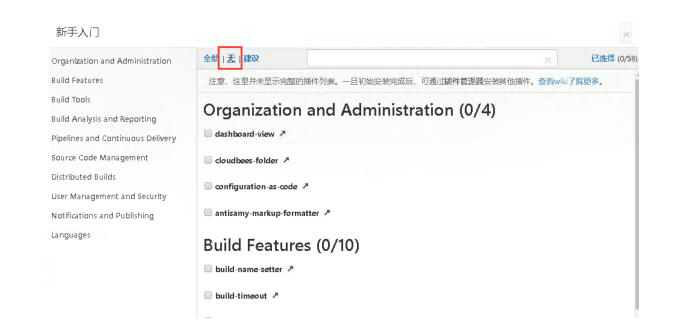 新手入门
×
Organization and Administration
Build Features
Build Tools
Build Analysis and Reporting
Pipelines and Continuous Delivery
Source Code Management
Distributed Builds
User Management and Security
Notifications and Publishing
Languages
全部 | 无 | 建议 × 已选择 (0/58)
注意，这里并未显示完整的插件列表。一旦初始安装完成后，可通过插件管理器安装其他插件。查看wiki了解更多。
Organization and Administration (0/4)
dashboard-view ↗
cloudbees-folder ↗
configuration-as-code ↗
antisamy-markup-formatter ↗
Build Features (0/10)
build-name-setter ↗
build-timeout ↗